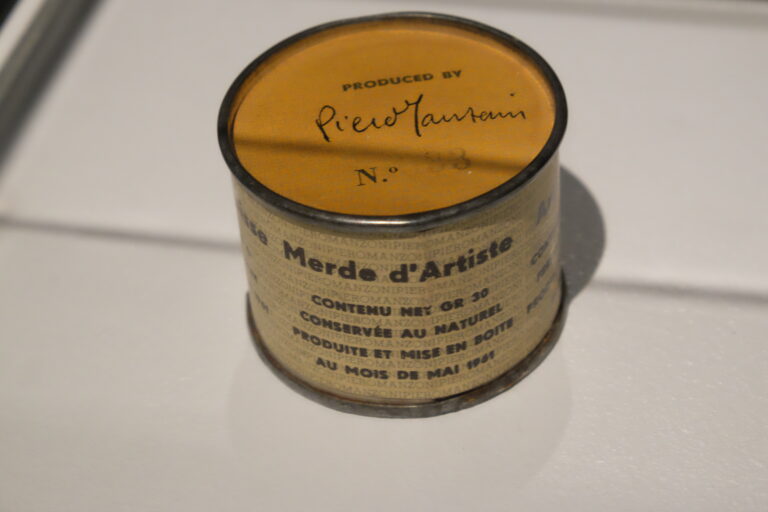 PRODUCED BY
Piero Manzoni
N.º
Merde d'Artiste
CONTENU NET GR 30
CONSERVÉE AU NATUREL
PRODUITE ET MISE EN BOITE
AU MOIS DE MAI 1961
PIEROMANZONIPIEROMANZONI